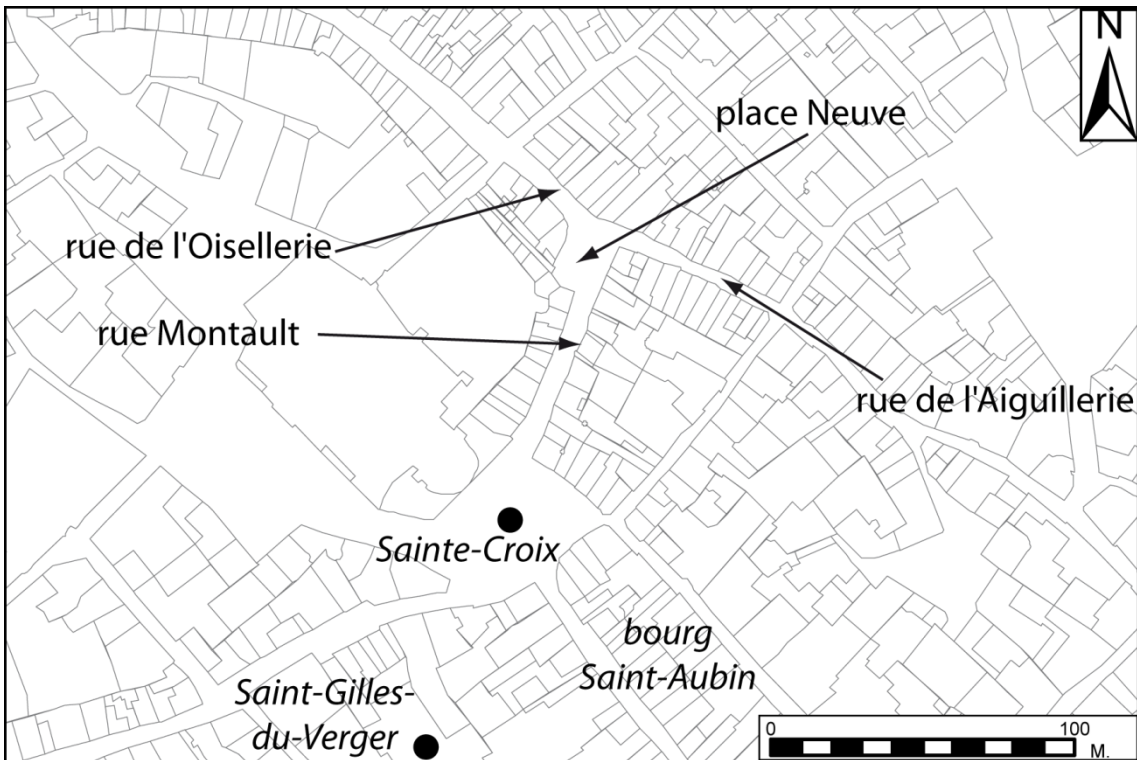 N
place Neuve
rue de l'Oisellerie
rue Montault
rue de l'Aiguillerie
Sainte-Croix
bourg
Saint-Aubin
Saint-Gilles-
du-Verger
0 100
M.